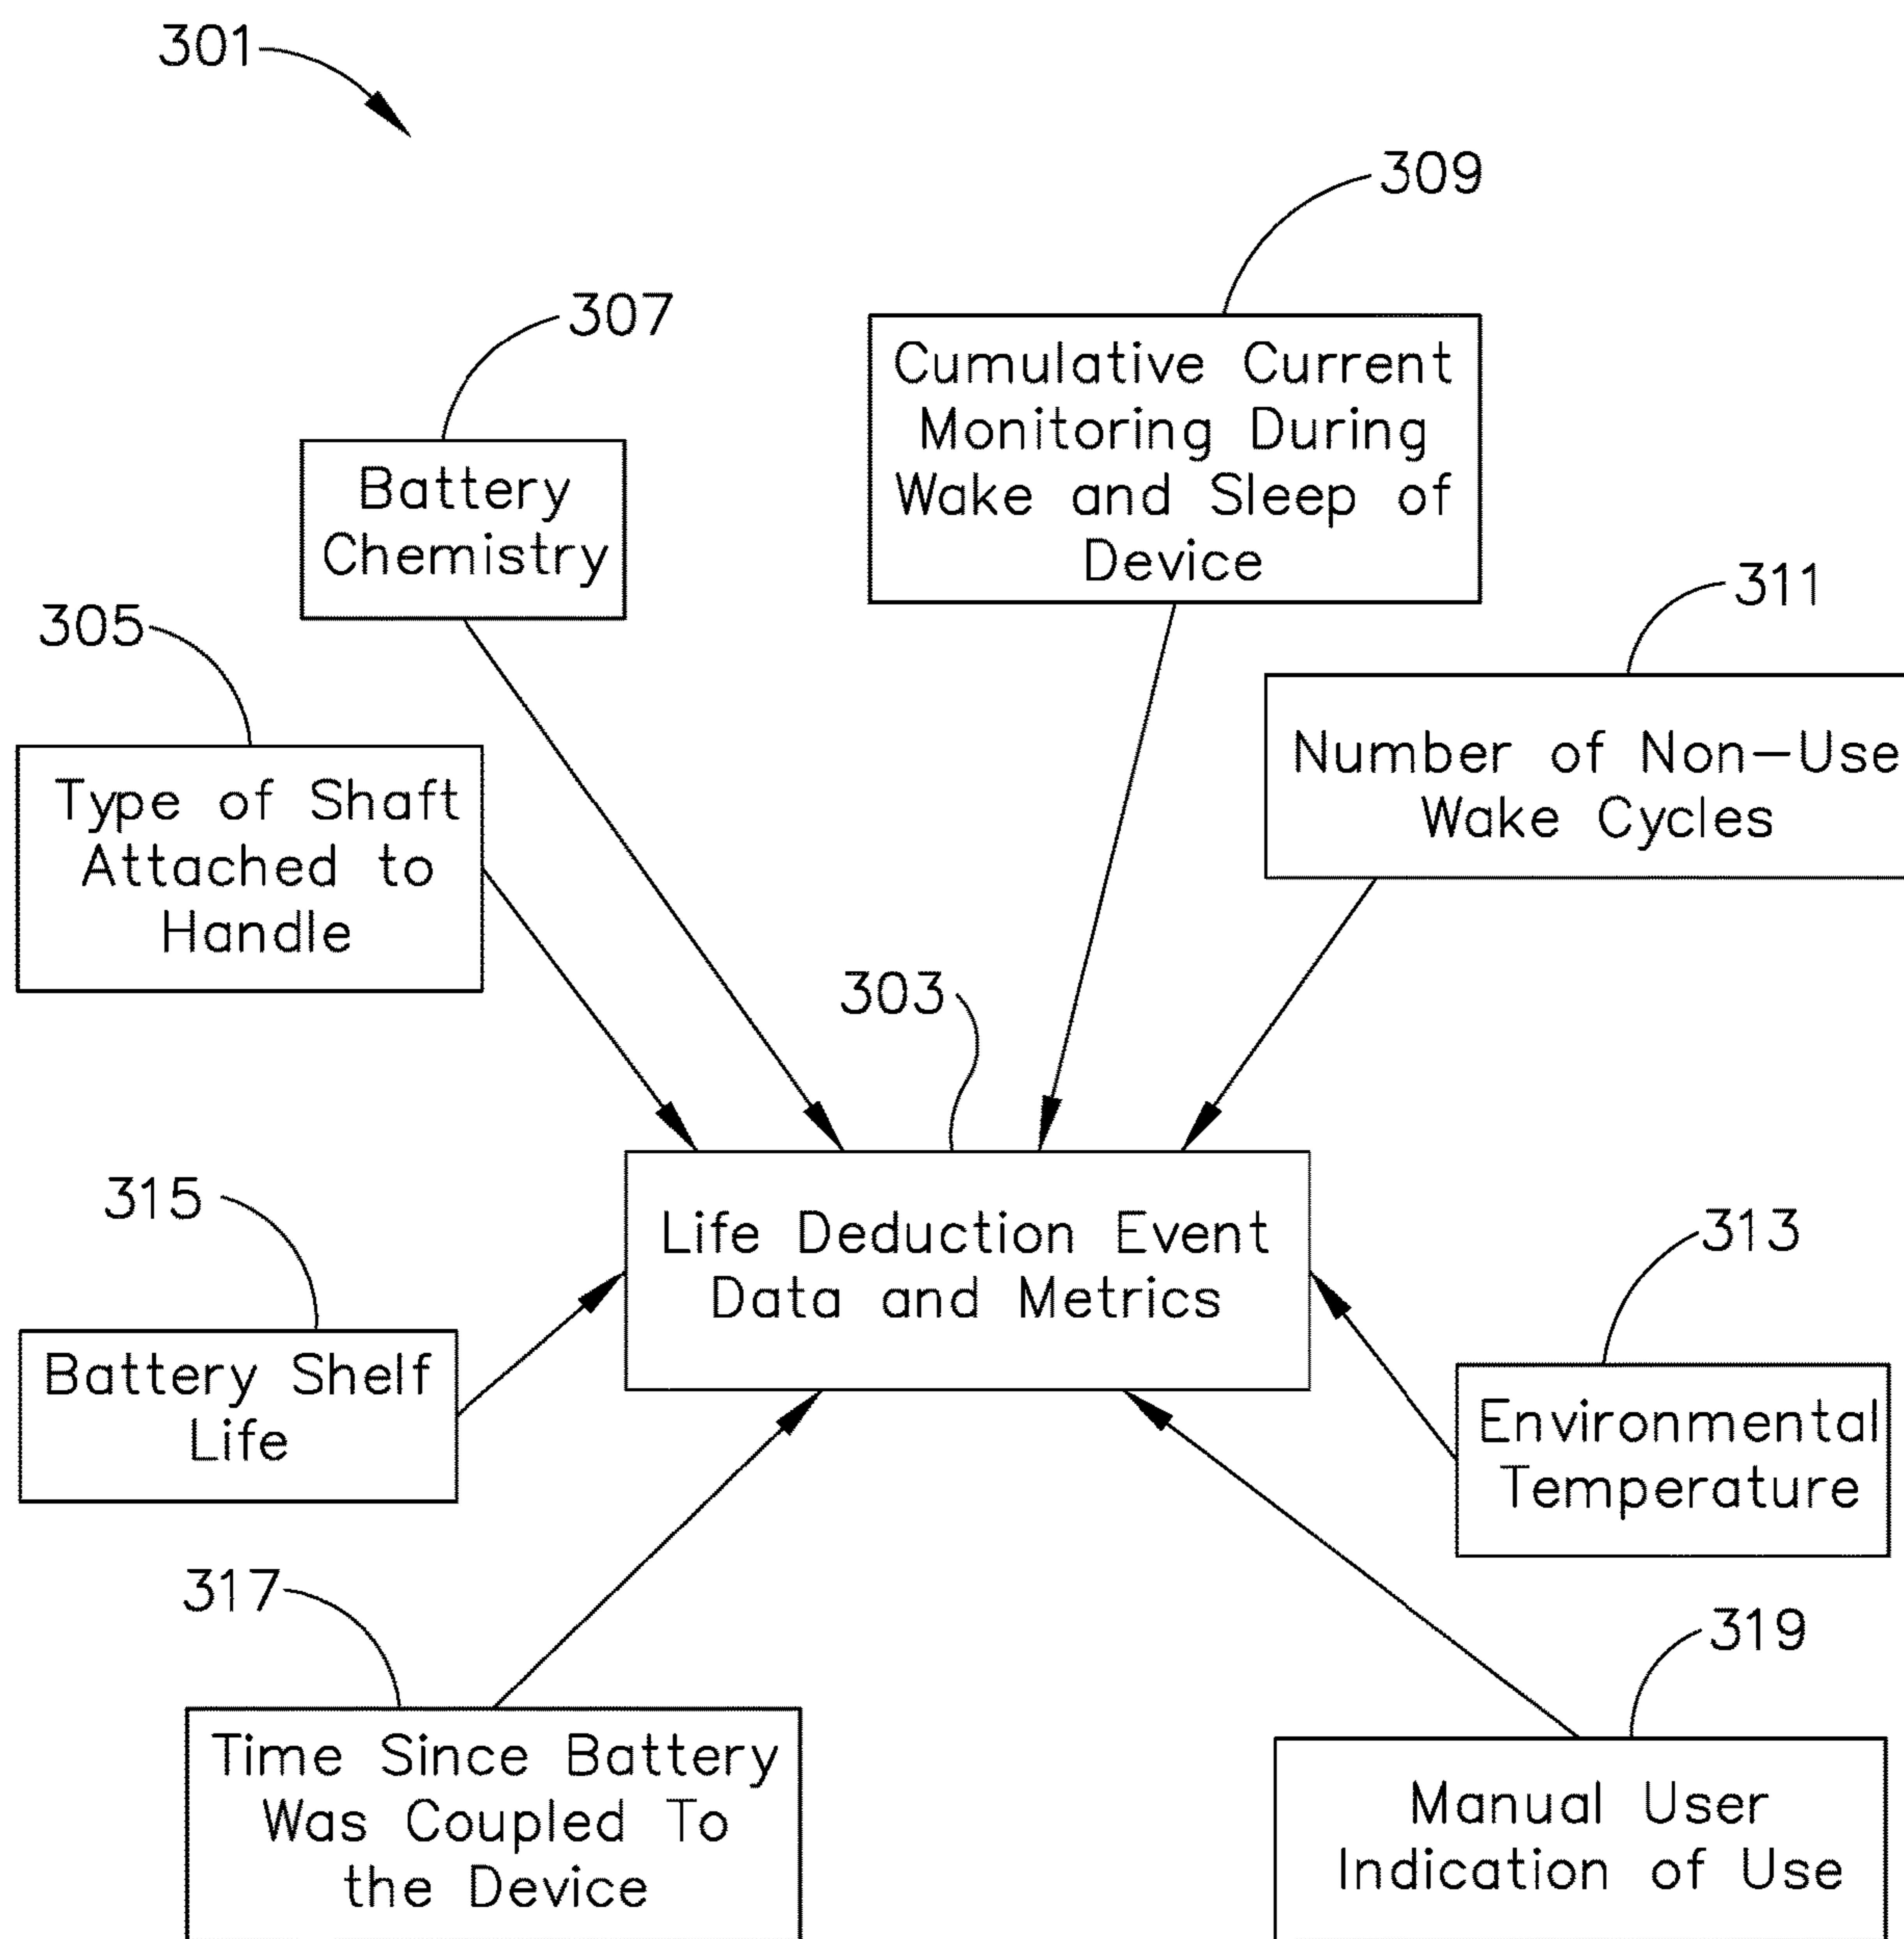 301
309
307
Cumulative Current
Monitoring During
Wake and Sleep of
Device
Battery
Chemistry
311
305
Number of Non-Use
Wake Cycles
Type of Shaft
Attached to
Handle
303
315
313
Life Deduction Event
Data and Metrics
Battery Shelf
Life
Environmental
Temperature
317
319
Time Since Battery
Was Coupled To
the Device
Manual User
Indication of Use